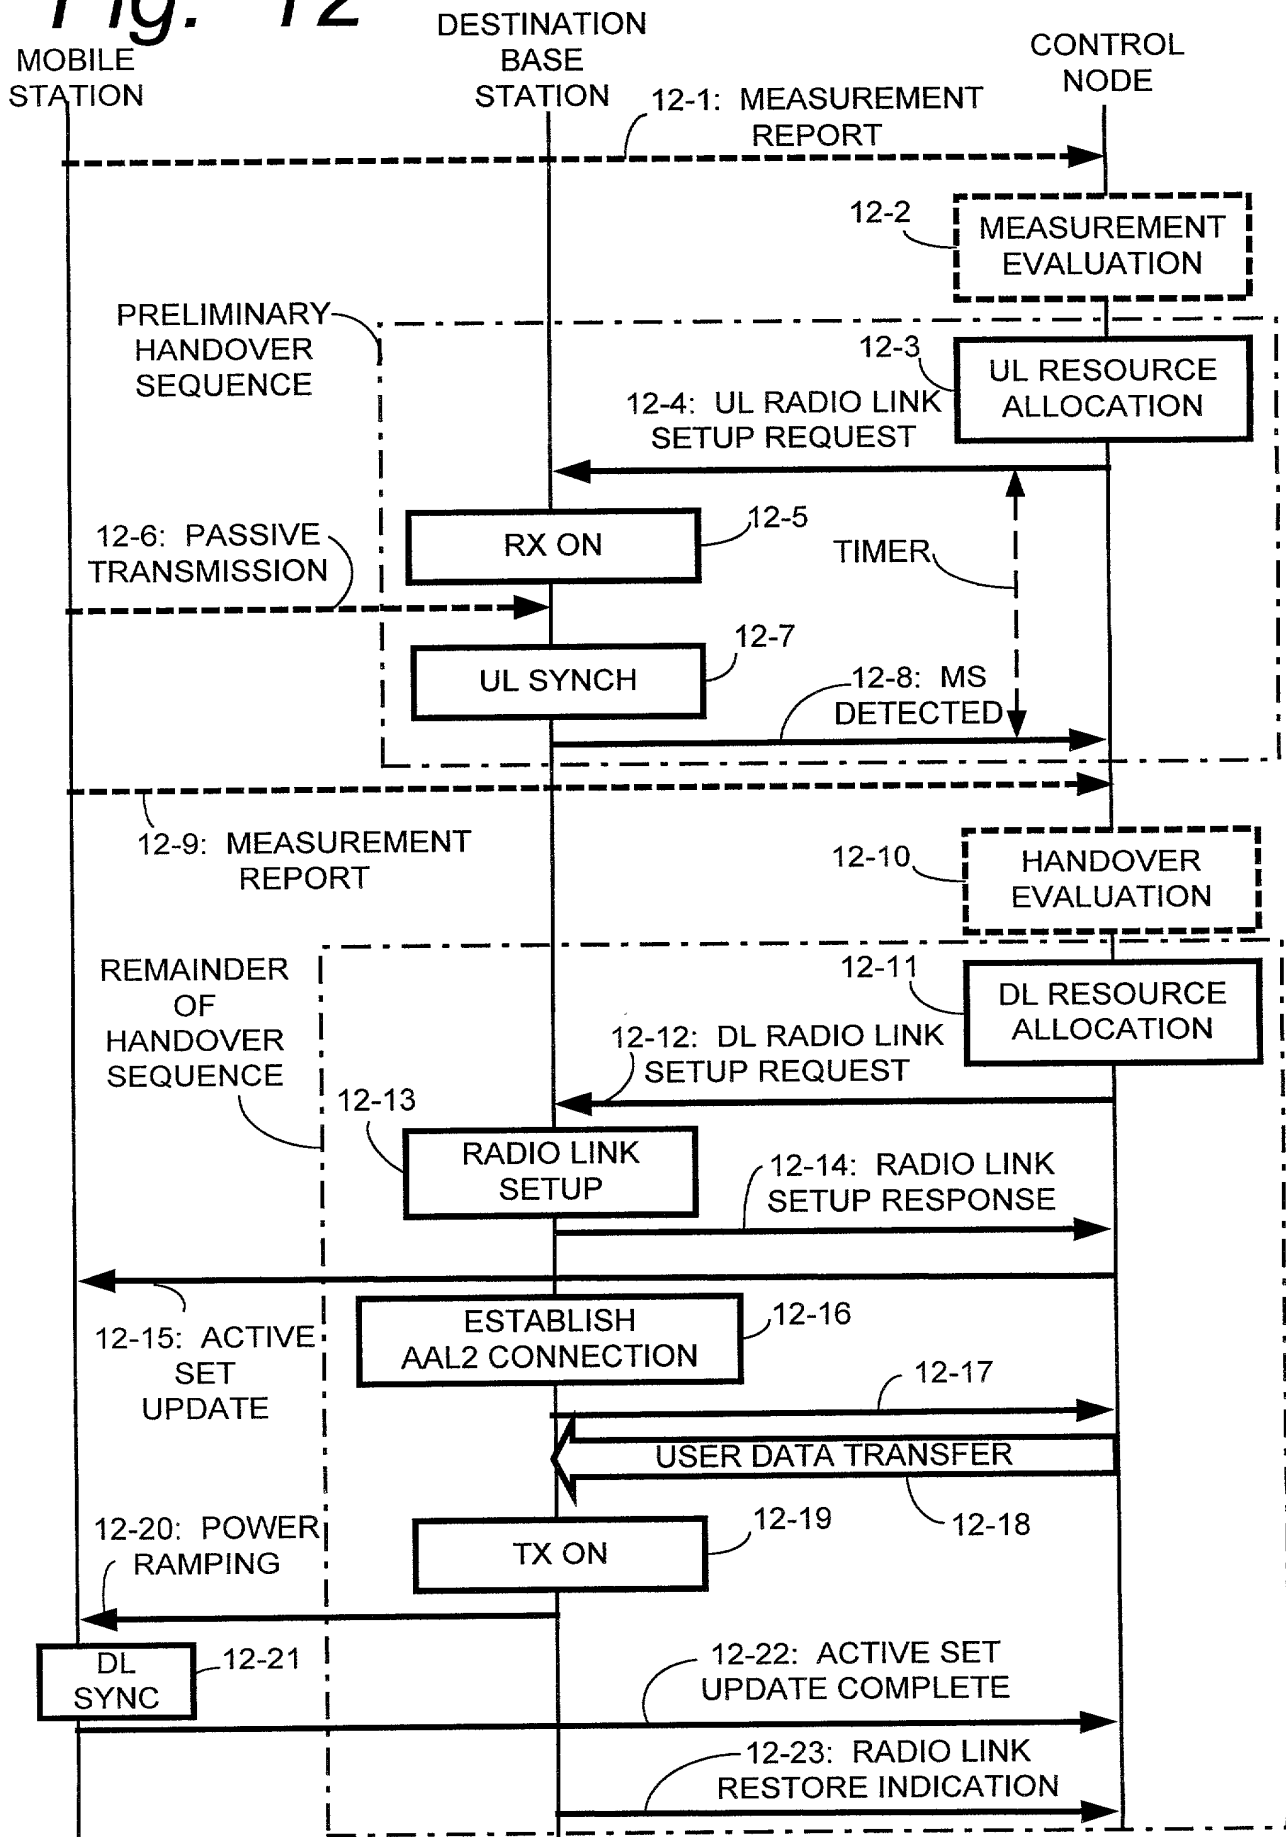 Fig. 12
MOBILE
STATION
DESTINATION
BASE
STATION
CONTROL
NODE
12-1: MEASUREMENT
REPORT
12-2
MEASUREMENT
EVALUATION
PRELIMINARY
HANDOVER
SEQUENCE
12-3
UL RESOURCE
ALLOCATION
12-4: UL RADIO LINK
SETUP REQUEST
12-5
RX ON
12-6: PASSIVE
TRANSMISSION
TIMER
12-7
UL SYNCH
12-8: MS
DETECTED
12-9: MEASUREMENT
REPORT
12-10
HANDOVER
EVALUATION
REMAINDER
OF
HANDOVER
SEQUENCE
12-11
DL RESOURCE
ALLOCATION
12-12: DL RADIO LINK
SETUP REQUEST
12-13
RADIO LINK
SETUP
12-14: RADIO LINK
SETUP RESPONSE
12-15: ACTIVE
SET
UPDATE
ESTABLISH
AAL2 CONNECTION
12-16
12-17
USER DATA TRANSFER
12-18
12-19
TX ON
12-20: POWER
RAMPING
DL
SYNC
12-21
12-22: ACTIVE SET
UPDATE COMPLETE
12-23: RADIO LINK
RESTORE INDICATION